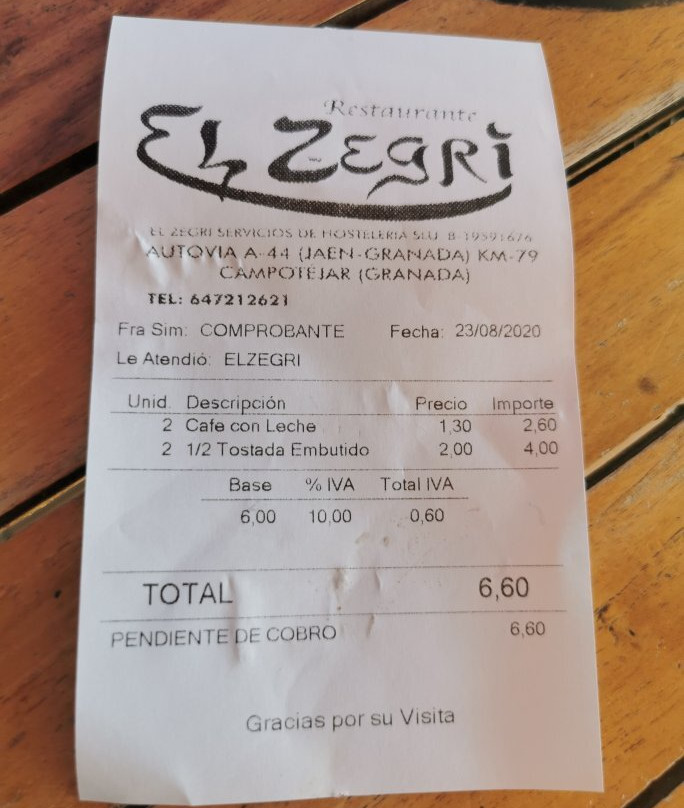 Restaurante
EL ZEGRI
EL ZEGRI SERVICIOS DE HOSTELERIA SLU B-19591676
AUTOVIA A-44 (JAEN-GRANADA) KM-79
CAMPOTEJAR (GRANADA)
TEL: 647212621
Fra Sim: COMPROBANTE Fecha: 23/08/2020
Le Atendió: ELZEGRI
Unid. Descripción Precio Importe
2 Cafe con Leche 1,30 2,60
2 1/2 Tostada Embutido 2,00 4,00
Base % IVA Total IVA
6,00 10,00 0,60
TOTAL 6,60
PENDIENTE DE COBRO 6,60
Gracias por su Visita